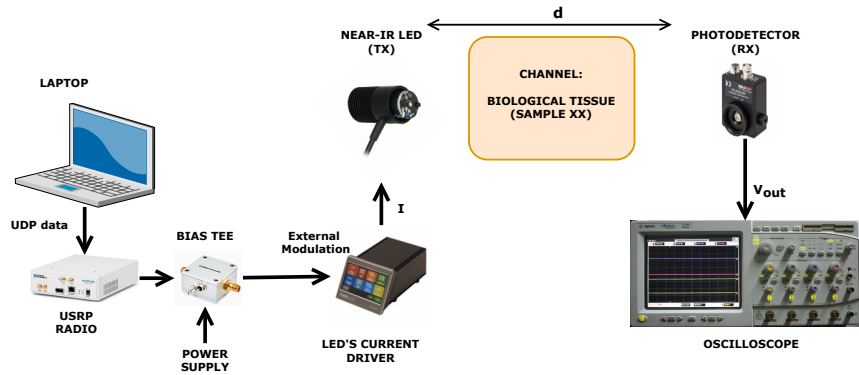 d
NEAR-IR LED
(TX)
PHOTODETECTOR
(RX)
CHANNEL:
BIOLOGICAL TISSUE
(SAMPLE XX)
LAPTOP
UDP data
I
Vout
BIAS TEE
External
Modulation
USRP
RADIO
POWER
SUPPLY
LED'S CURRENT
DRIVER
OSCILLOSCOPE